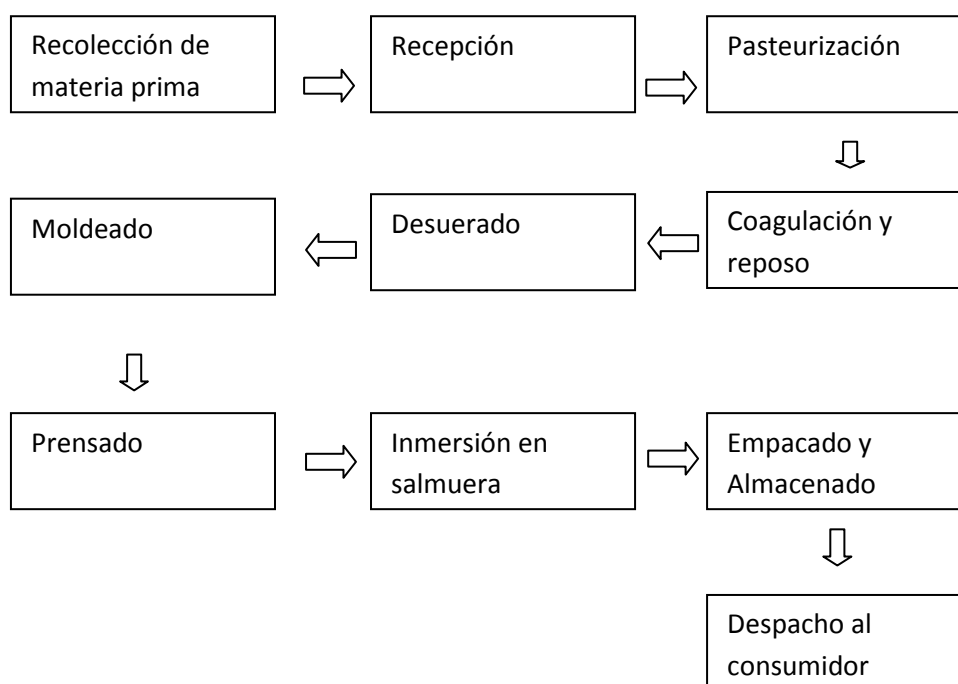 Recolección de
materia prima
Recepción
Pasteurización
Coagulación y
reposo
Desuerado
Moldeado
Prensado
Inmersión en
salmuera
Empacado y
Almacenado
Despacho al
consumidor